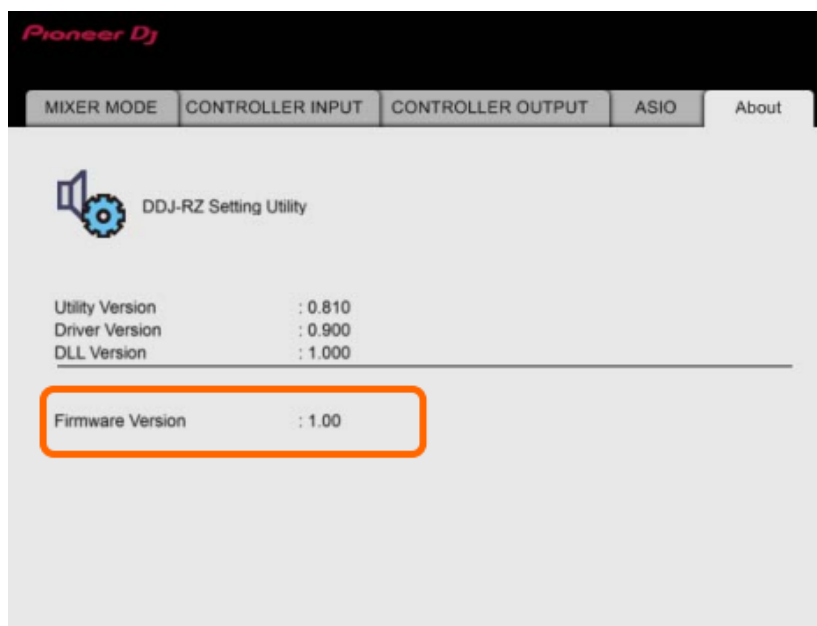 Pioneer Dj
MIXER MODE CONTROLLER INPUT CONTROLLER OUTPUT ASIO About
DDJ-RZ Setting Utility
Utility Version : 0.810
Driver Version : 0.900
DLL Version : 1.000
Firmware Version : 1.00